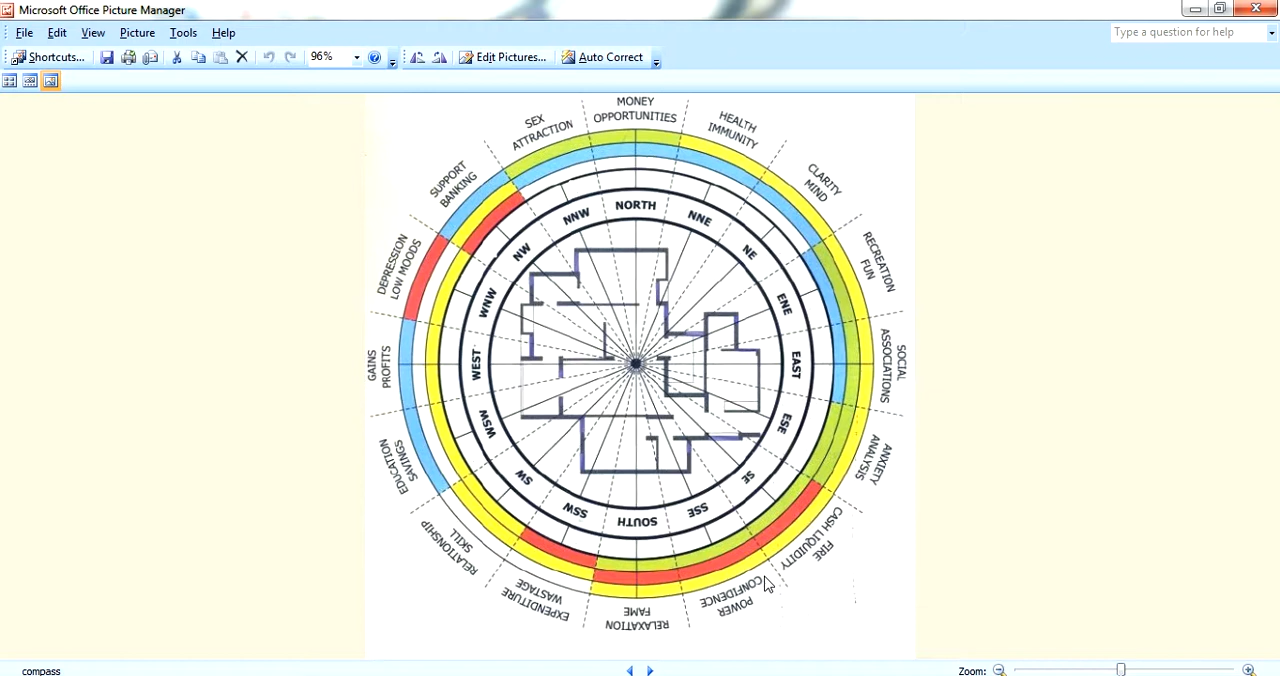 Microsoft Office Picture Manager
File Edit View Picture Tools Help
Type a question for help
Shortcuts... 96% Edit Pictures... Auto Correct
MONEY
OPPORTUNITIES
HEALTH
IMMUNITY
CLARITY
MIND
RECREATION
FUN
SOCIAL
ASSOCIATIONS
ANXIETY
ANALYSIS
FIRE
CASH LIQUIDITY
POWER
CONFIDENCE
RELAXATION
FAME
EXPENDITURE
WASTAGE
RELATIONSHIP
SKILL
EDUCATION
SAVINGS
GAINS
PROFITS
DEPRESSION
LOW MOODS
SUPPORT
BANKING
SEX
ATTRACTION
NORTH
NNE
NE
ENE
EAST
ESE
SE
SSE
SOUTH
SSW
SW
WSW
WEST
WNW
NW
NNW
compass
Zoom: